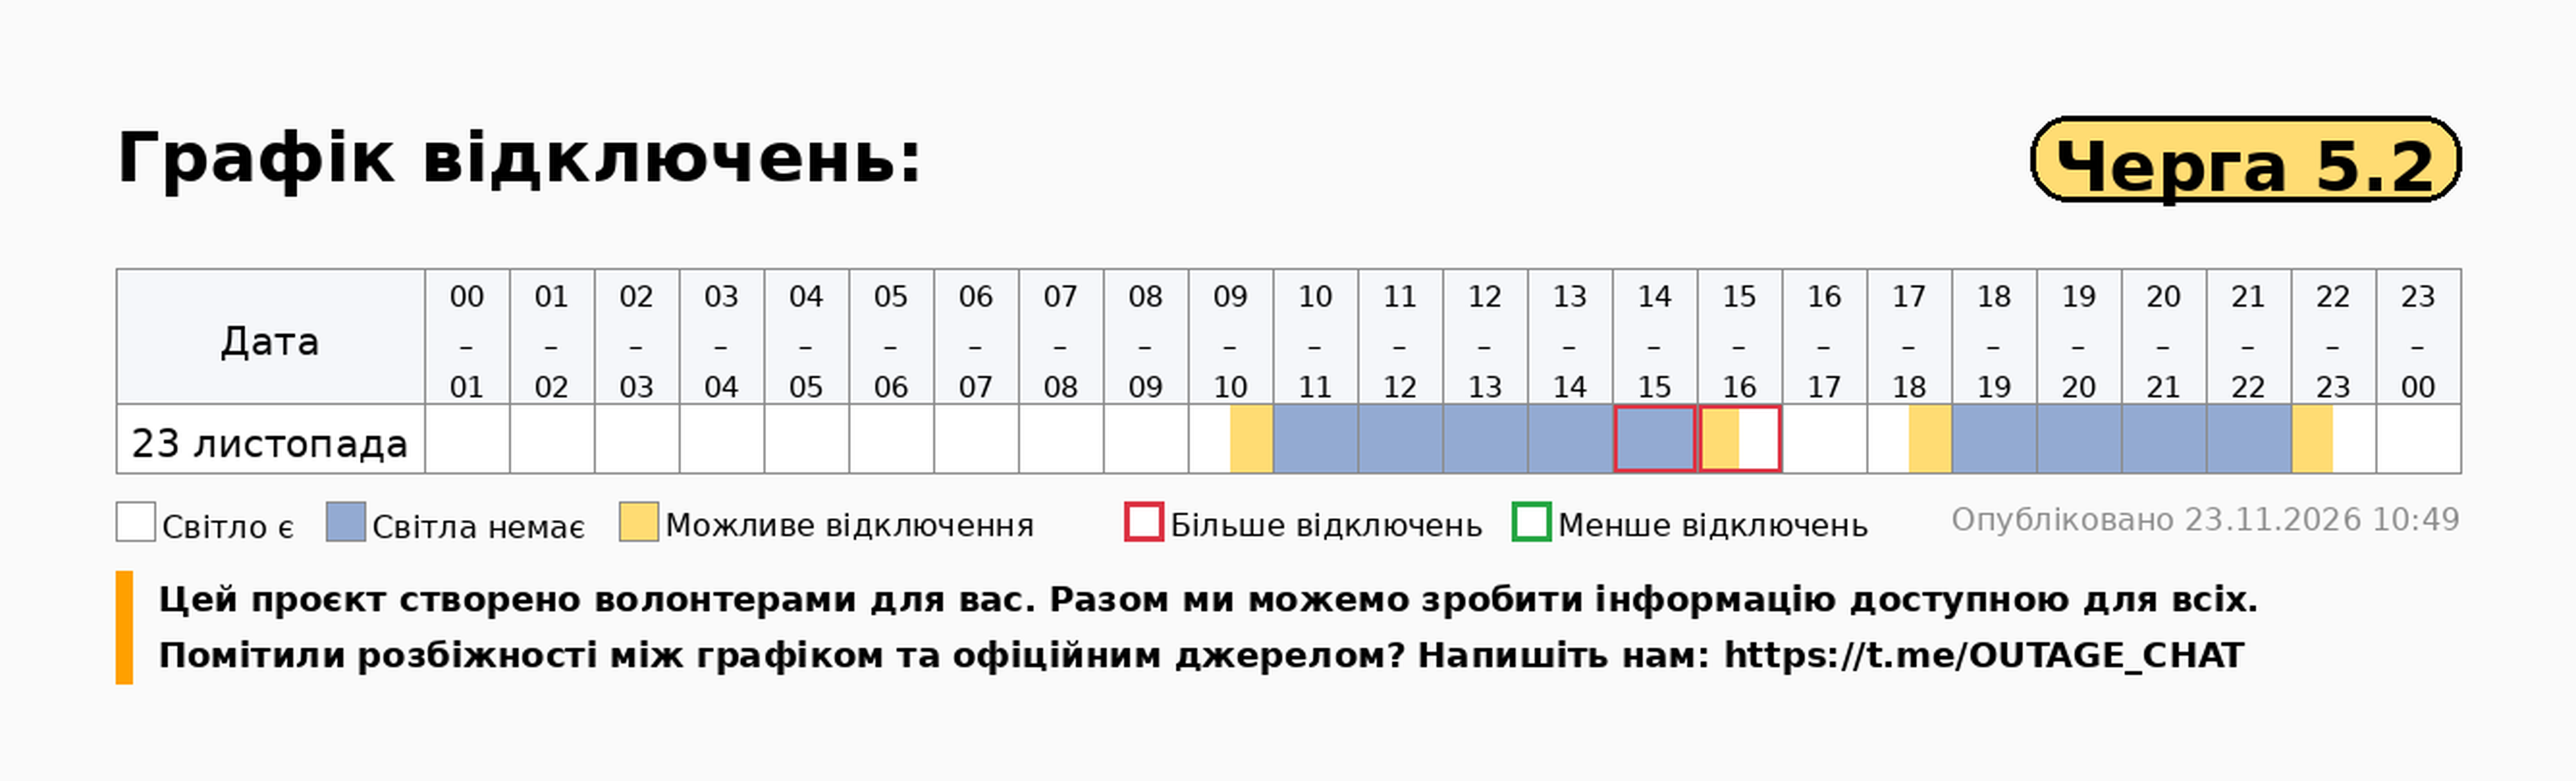 Графік відключень:
Черга 5.2
Дата
00 – 01
01 – 02
02 – 03
03 – 04
04 – 05
05 – 06
06 – 07
07 – 08
08 – 09
09 – 10
10 – 11
11 – 12
12 – 13
13 – 14
14 – 15
15 – 16
16 – 17
17 – 18
18 – 19
19 – 20
20 – 21
21 – 22
22 – 23
23 – 00
23 листопада
Світло є
Світла немає
Можливе відключення
Більше відключень
Менше відключень
Опубліковано 23.11.2026 10:49
Цей проєкт створено волонтерами для вас. Разом ми можемо зробити інформацію доступною для всіх.
Помітили розбіжності між графіком та офіційним джерелом? Напишіть нам: https://t.me/OUTAGE_CHAT